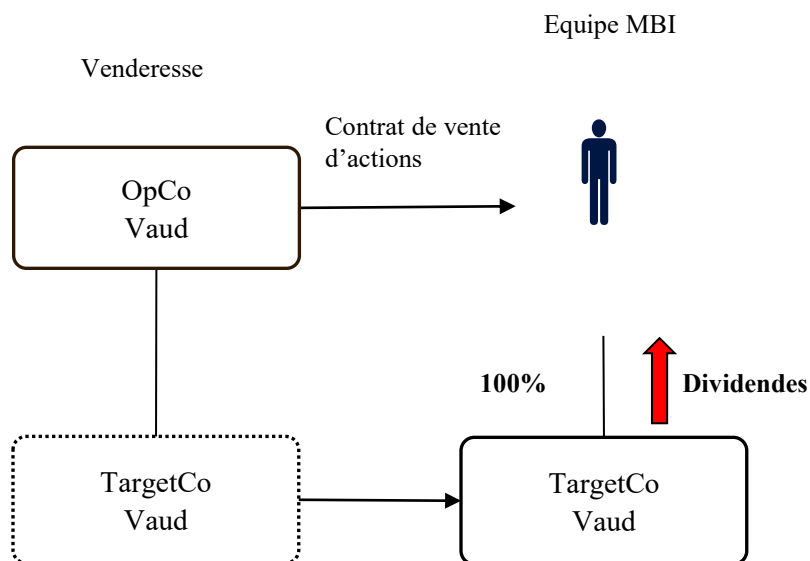 Equipe MBI
Venderesse
Contrat de vente
d’actions
OpCo
Vaud
100%
Dividendes
TargetCo
Vaud
TargetCo
Vaud